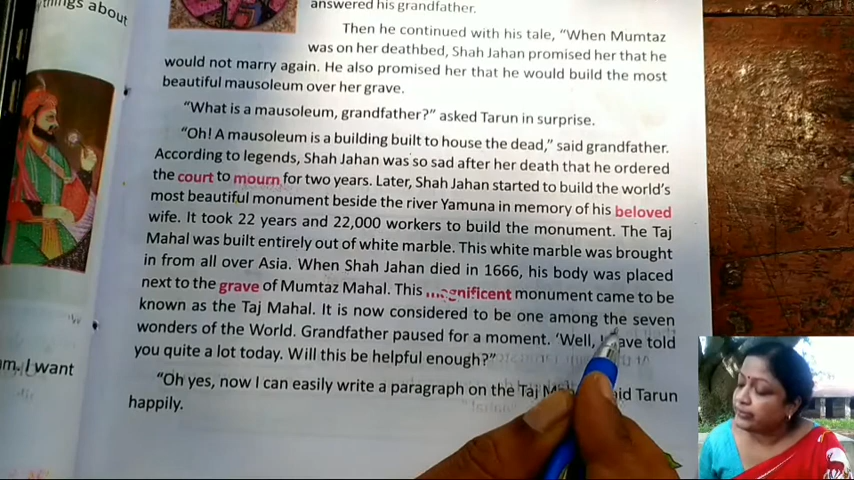 things about
answered his grandfather.
Then he continued with his tale, “When Mumtaz
was on her deathbed, Shah Jahan promised her that he
would not marry again. He also promised her that he would build the most
beautiful mausoleum over her grave.
“What is a mausoleum, grandfather?” asked Tarun in surprise.
“Oh! A mausoleum is a building built to house the dead,” said grandfather.
According to legends, Shah Jahan was so sad after her death that he ordered
the court to mourn for two years. Later, Shah Jahan started to build the world’s
most beautiful monument beside the river Yamuna in memory of his beloved
wife. It took 22 years and 22,000 workers to build the monument. The Taj
Mahal was built entirely out of white marble. This white marble was brought
in from all over Asia. When Shah Jahan died in 1666, his body was placed
next to the grave of Mumtaz Mahal. This magnificent monument came to be
known as the Taj Mahal. It is now considered to be one among the seven
wonders of the World. Grandfather paused for a moment. ‘Well, I have told
you quite a lot today. Will this be helpful enough?”
am. I want
“Oh yes, now I can easily write a paragraph on the Taj Tarun
happily.